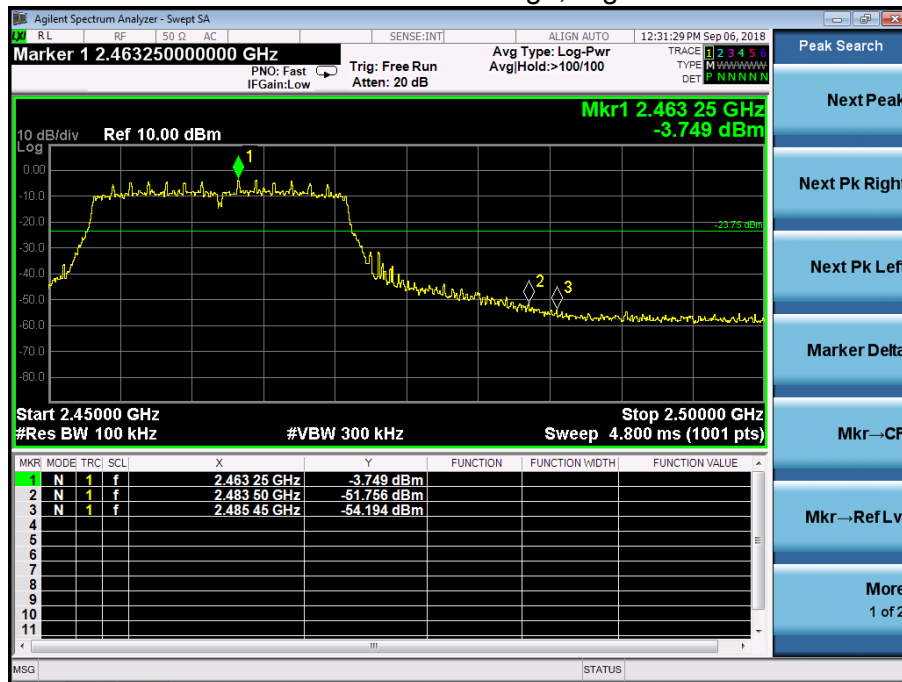 Agilent Spectrum Analyzer - Swept SA
LXI RL RF 50 Ω AC SENSE:INT ALIGN AUTO 12:31:29 PM Sep 06, 2018
Marker 1 2.463250000000 GHz
PNO: Fast
IFGain:Low
Trig: Free Run
Atten: 20 dB
Avg Type: Log-Pwr
Avg|Hold:>100/100
TRACE 1 2 3 4 5 6
TYPE M W W W W W
DET P N N N N N
Mkr1 2.463 25 GHz
-3.749 dBm
10 dB/div Ref 10.00 dBm
Log
0.00
-10.0
-20.0
-30.0
-40.0
-50.0
-60.0
-70.0
-80.0
1
-23.75 dBm
2
3
Start 2.45000 GHz Stop 2.50000 GHz
#Res BW 100 kHz #VBW 300 kHz Sweep 4.800 ms (1001 pts)
MKR MODE TRC SCL X Y FUNCTION FUNCTION WIDTH FUNCTION VALUE
1 N 1 f 2.463 25 GHz -3.749 dBm
2 N 1 f 2.483 50 GHz -51.756 dBm
3 N 1 f 2.485 45 GHz -54.194 dBm
4
5
6
7
8
9
10
11
MSG STATUS
Peak Search
Next Peak
Next Pk Right
Next Pk Left
Marker Delta
Mkr→CF
Mkr→Ref Lv
More
1 of 2